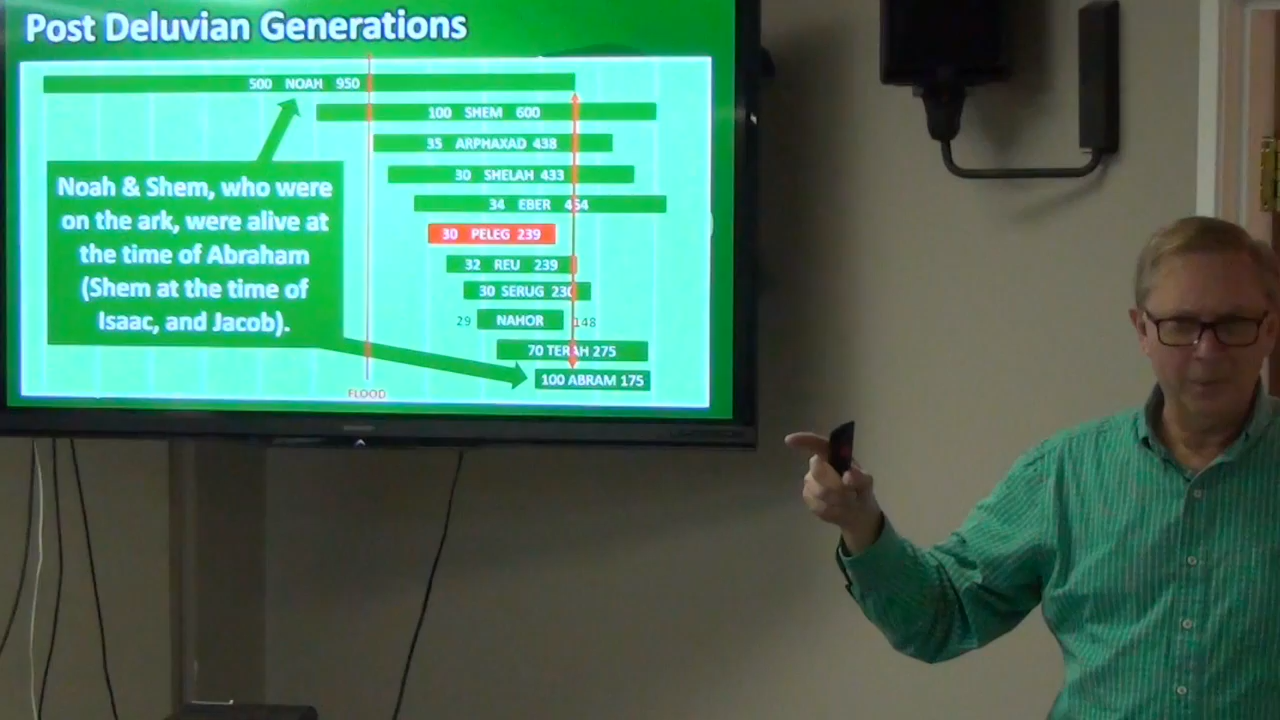 Post Deluvian Generations
500 NOAH 950
100 SHEM 600
35 ARPHAXAD 438
30 SHELAH 433
34 EBER 464
30 PELEG 239
32 REU 239
30 SERUG 230
29 NAHOR 148
70 TERAH 275
100 ABRAM 175
FLOOD
Noah & Shem, who were
on the ark, were alive at
the time of Abraham
(Shem at the time of
Isaac, and Jacob).